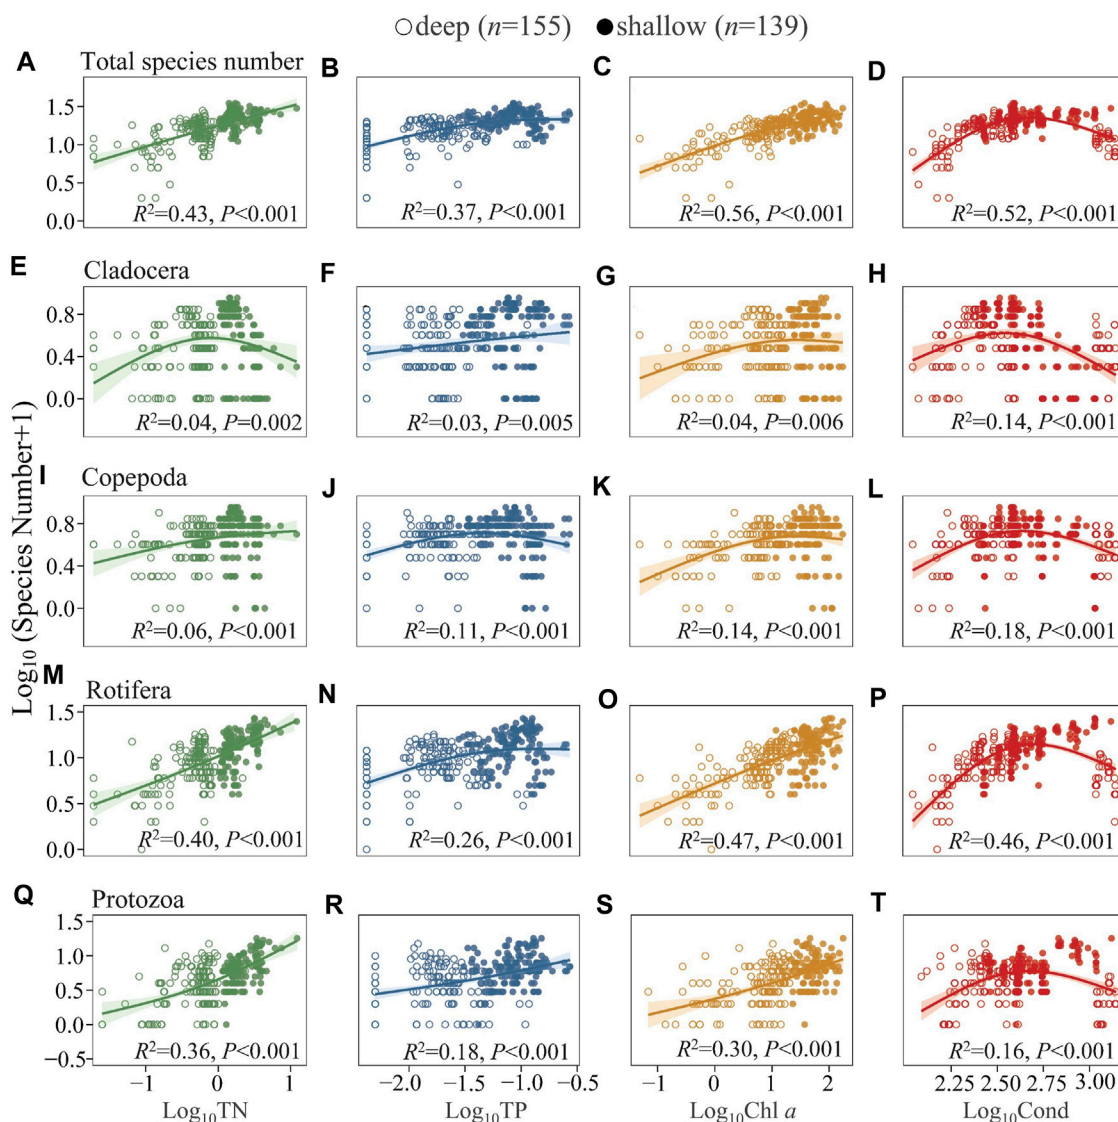 ○deep (n=155) ●shallow (n=139)
A Total species number B C D
1.5
1.0
0.5
0.0
R²=0.43, P<0.001 R²=0.37, P<0.001 R²=0.56, P<0.001 R²=0.52, P<0.001
E Cladocera F G H
0.8
0.4
0.0
R²=0.04, P=0.002 R²=0.03, P=0.005 R²=0.04, P=0.006 R²=0.14, P<0.001
Log₁₀ (Species Number+1)
I Copepoda J K L
0.8
0.4
0.0
R²=0.06, P<0.001 R²=0.11, P<0.001 R²=0.14, P<0.001 R²=0.18, P<0.001
M Rotifera N O P
1.5
1.0
0.5
0.0
R²=0.40, P<0.001 R²=0.26, P<0.001 R²=0.47, P<0.001 R²=0.46, P<0.001
Q Protozoa R S T
1.5
1.0
0.5
0.0
−0.5
R²=0.36, P<0.001 R²=0.18, P<0.001 R²=0.30, P<0.001 R²=0.16, P<0.001
−1 0 1 −2.0 −1.5 −1.0 −0.5 −1 0 1 2 2.25 2.50 2.75 3.00
Log₁₀TN Log₁₀TP Log₁₀Chl a Log₁₀Cond